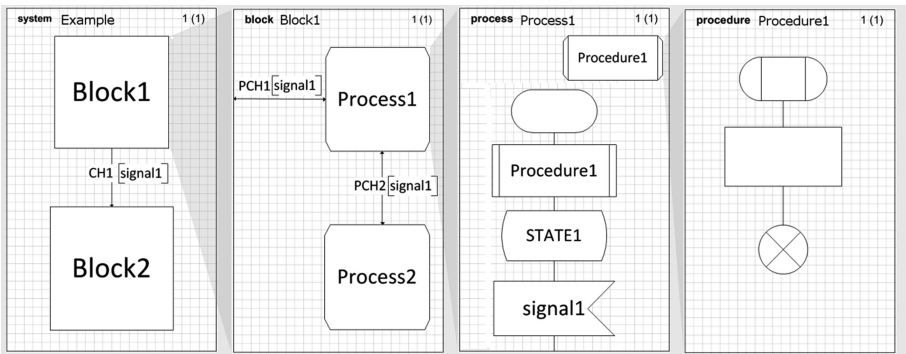 system Example 1 (1)
Block1
CH1 [signal1]
Block2
block Block1 1 (1)
PCH1 [signal1]
Process1
PCH2 [signal1]
Process2
process Process1 1 (1)
Procedure1
Procedure1
STATE1
signal1
procedure Procedure1 1 (1)